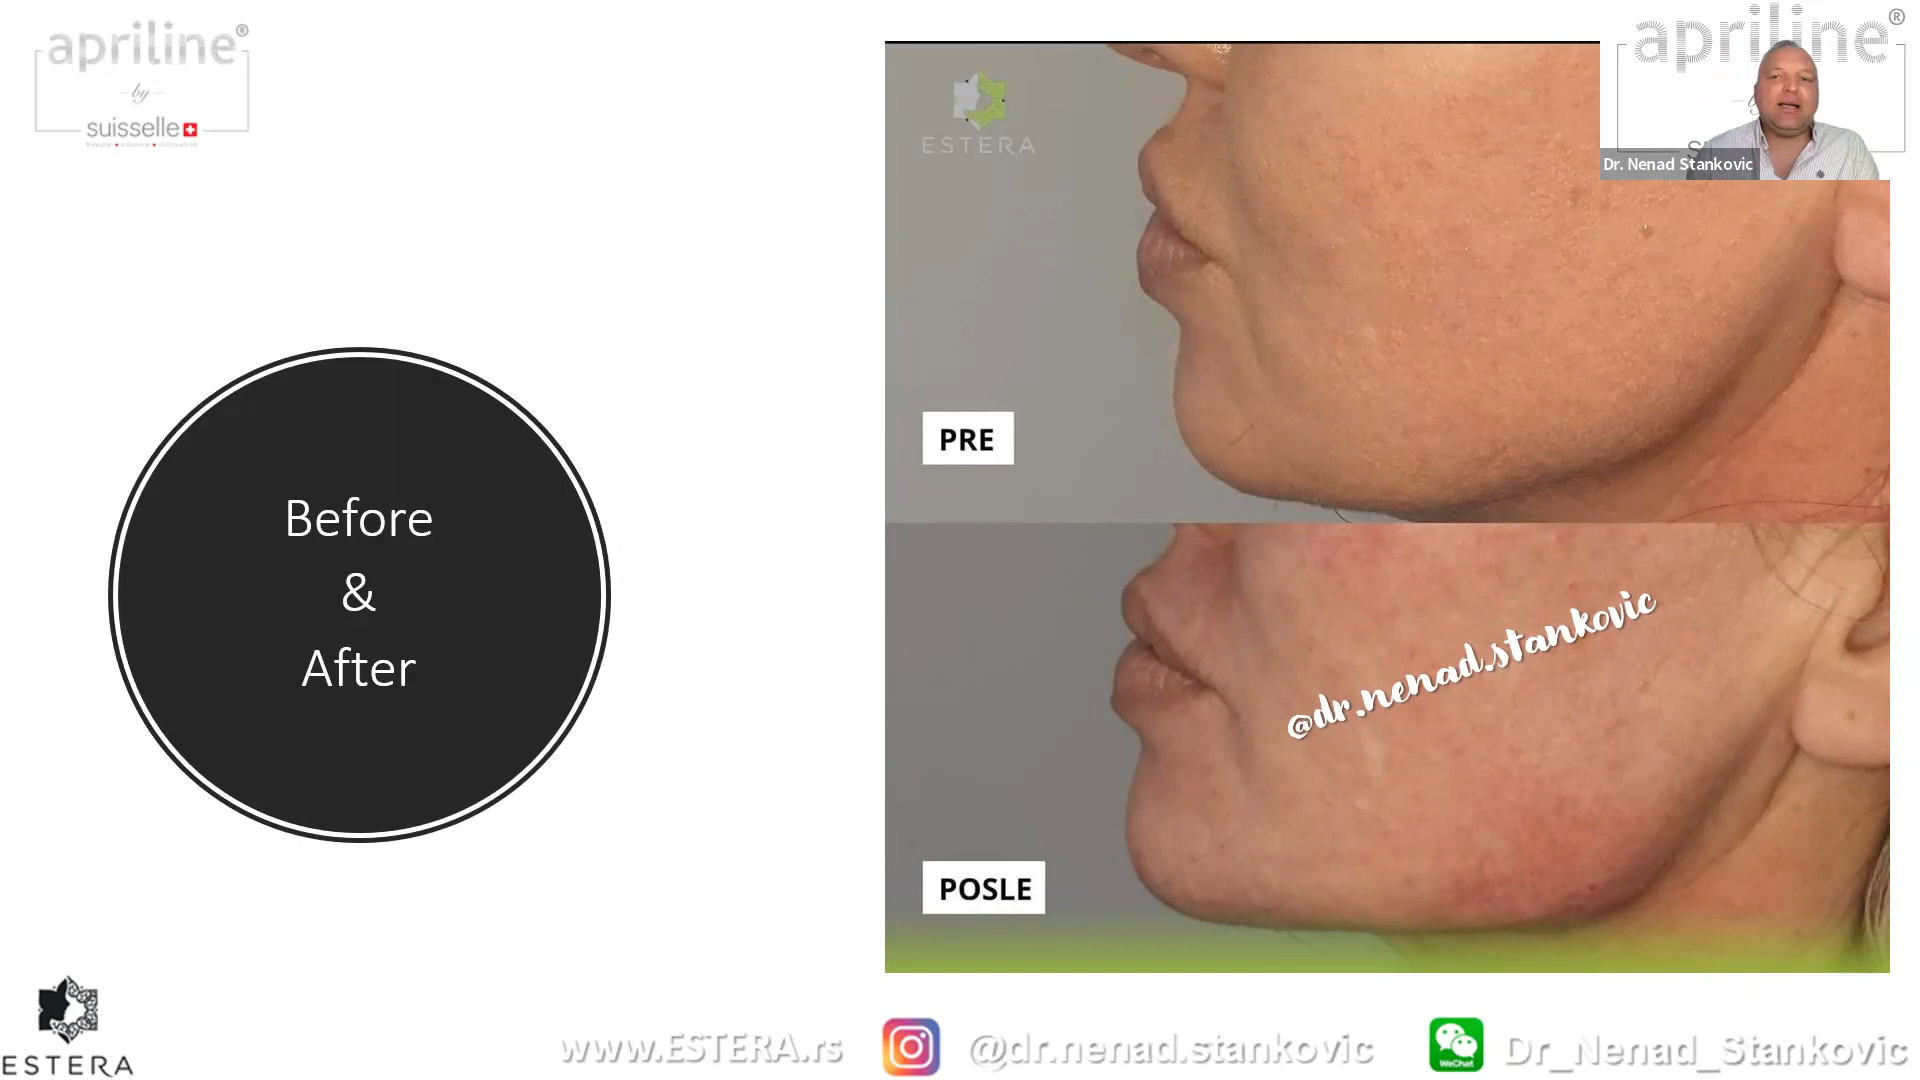 apriline®
by
suisselle
Before
&
After
ESTERA
PRE
@dr.nenad.stankovic
POSLE
apriline®
Dr. Nenad Stankovic
ESTERA
www.ESTERA.rs
@dr.nenad.stankovic
WeChat
Dr_Nenad_Stankovic